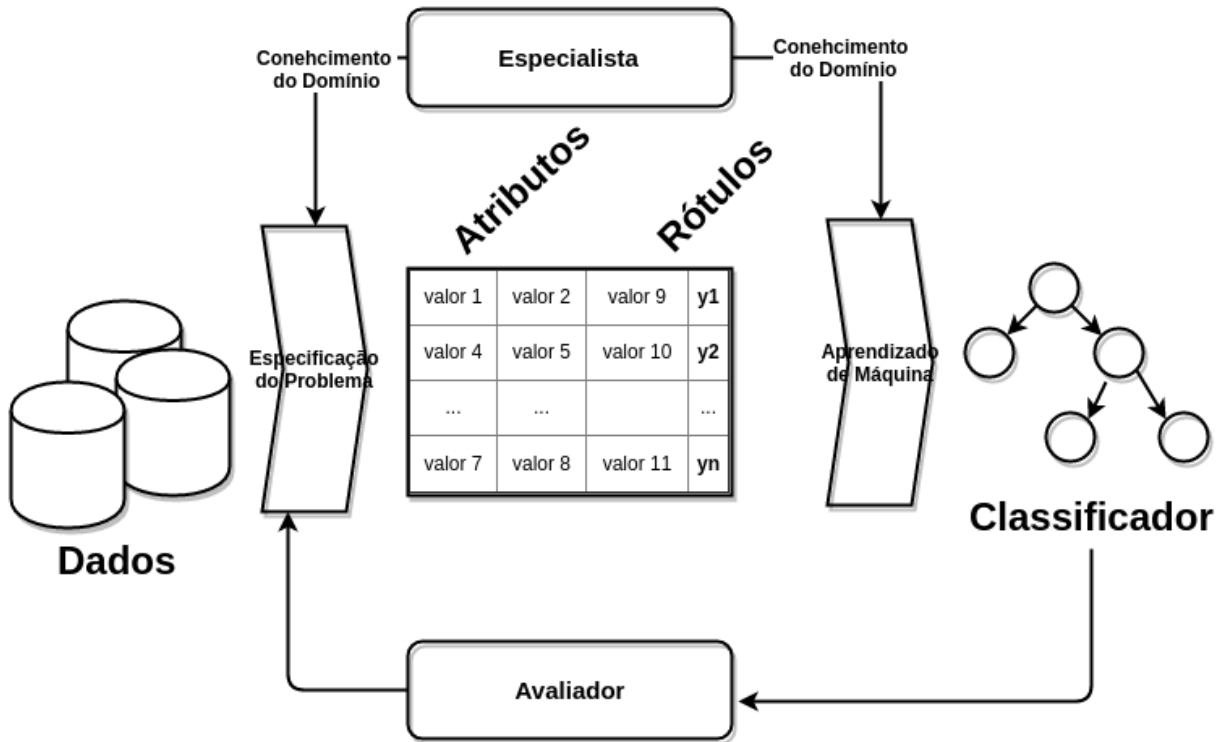 Especialista
Conehcimento
do Domínio
Conehcimento
do Domínio
Atributos
Rótulos
valor 1 valor 2 valor 9 y1
valor 4 valor 5 valor 10 y2
... ... ...
valor 7 valor 8 valor 11 yn
Especificação
do Problema
Aprendizado
de Máquina
Dados
Classificador
Avaliador